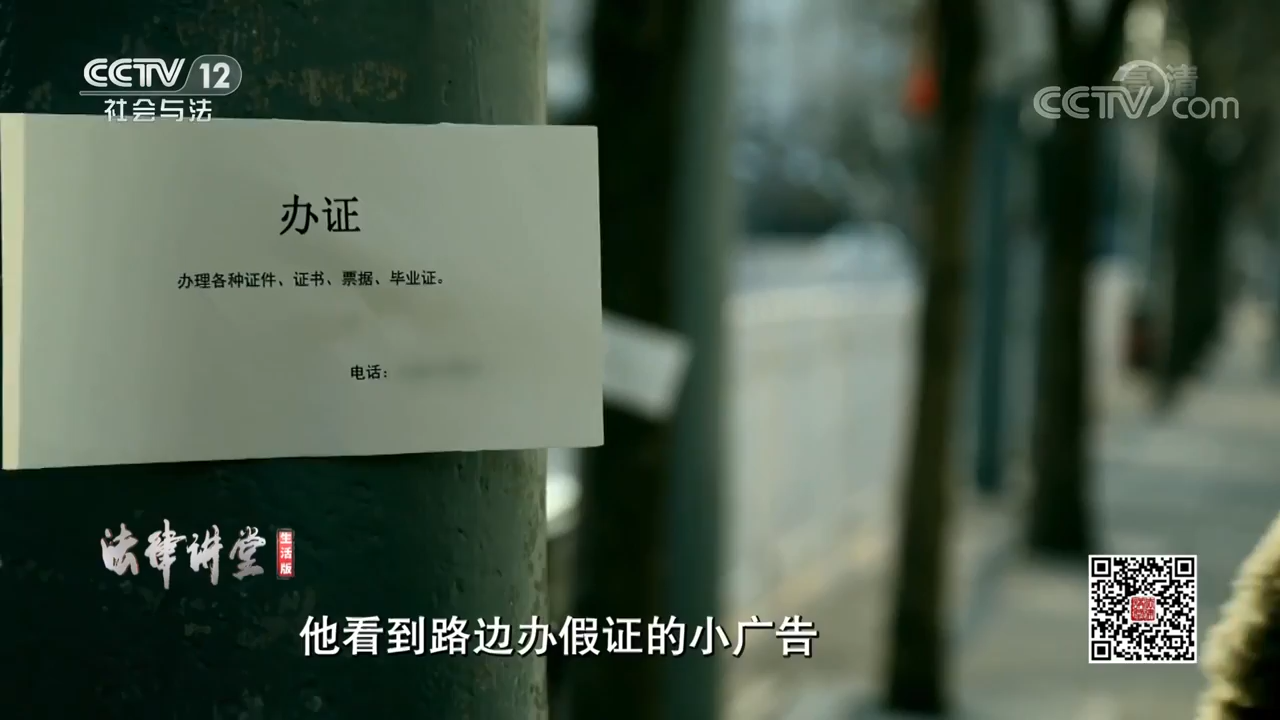 CCTV 12
社会与法
高清
CCTV.com
办证
办理各种证件、证书、票据、毕业证。
电话：
法律讲堂
生活版
他看到路边办假证的小广告